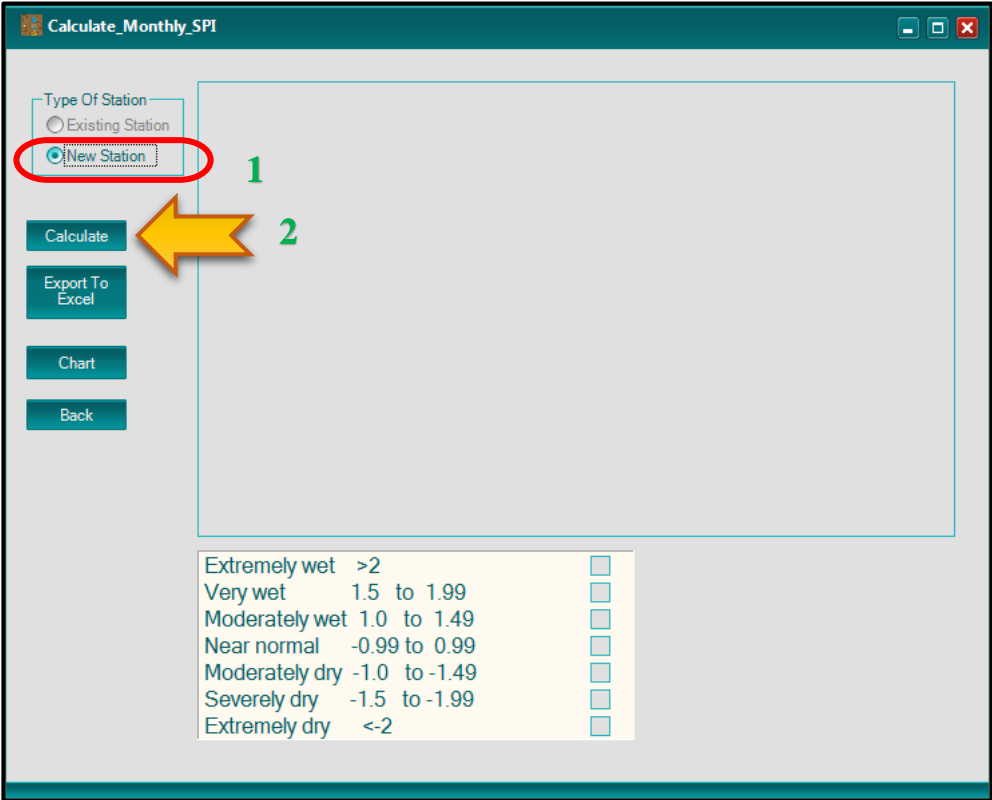 Calculate_Monthly_SPI
Type Of Station
Existing Station
New Station
1
Calculate
2
Export To
Excel
Chart
Back
Extremely wet >2
Very wet 1.5 to 1.99
Moderately wet 1.0 to 1.49
Near normal -0.99 to 0.99
Moderately dry -1.0 to -1.49
Severely dry -1.5 to -1.99
Extremely dry <-2